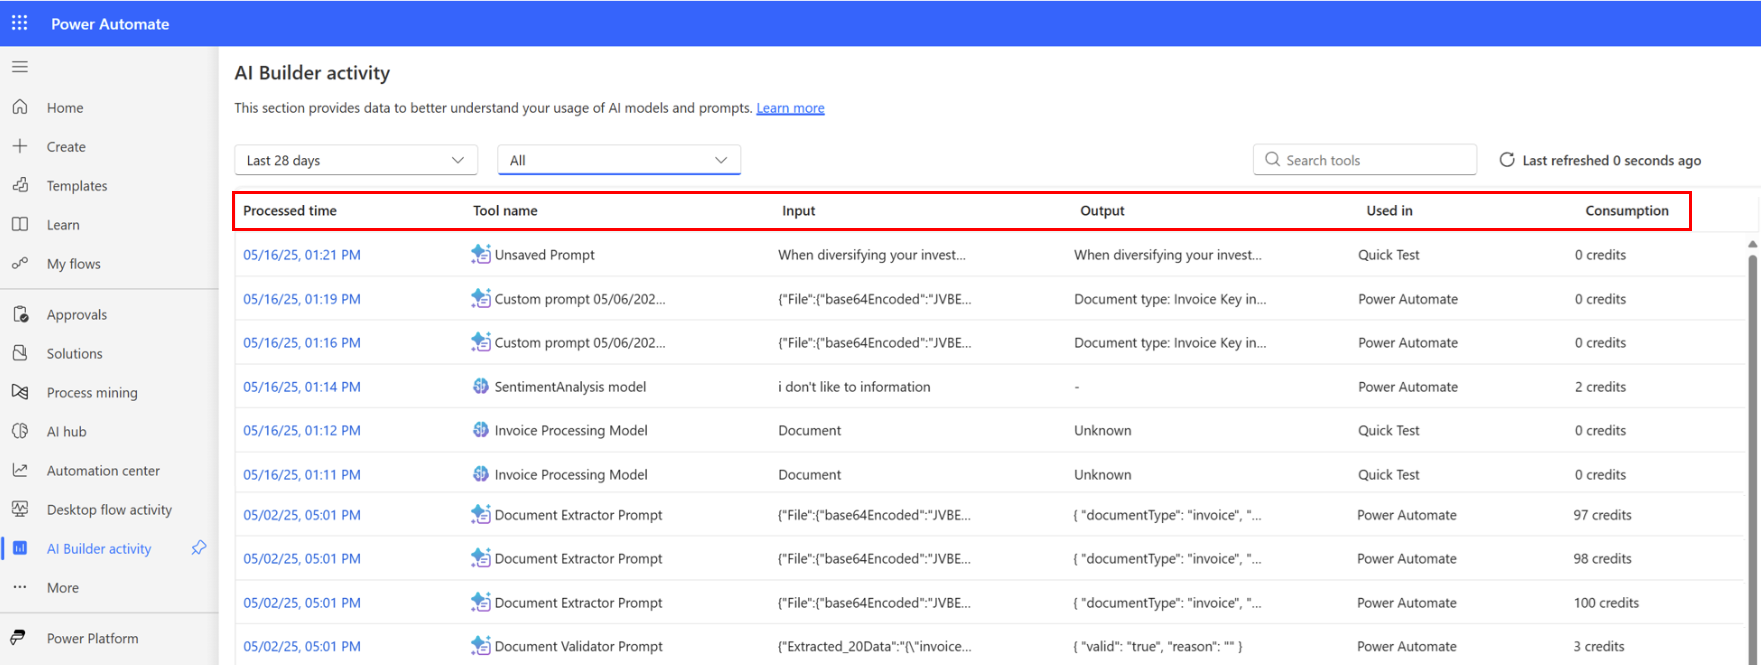 Power Automate
Home
Create
Templates
Learn
My flows
Approvals
Solutions
Process mining
AI hub
Automation center
Desktop flow activity
AI Builder activity
More
Power Platform
AI Builder activity
This section provides data to better understand your usage of AI models and prompts. Learn more
Last 28 days All Search tools Last refreshed 0 seconds ago
Processed time Tool name Input Output Used in Consumption
05/16/25, 01:21 PM Unsaved Prompt When diversifying your invest... When diversifying your invest... Quick Test 0 credits
05/16/25, 01:19 PM Custom prompt 05/06/202... {"File":{"base64Encoded":"JVBE... Document type: Invoice Key in... Power Automate 0 credits
05/16/25, 01:16 PM Custom prompt 05/06/202... {"File":{"base64Encoded":"JVBE... Document type: Invoice Key in... Power Automate 0 credits
05/16/25, 01:14 PM SentimentAnalysis model i don't like to information - Power Automate 2 credits
05/16/25, 01:12 PM Invoice Processing Model Document Unknown Quick Test 0 credits
05/16/25, 01:11 PM Invoice Processing Model Document Unknown Quick Test 0 credits
05/02/25, 05:01 PM Document Extractor Prompt {"File":{"base64Encoded":"JVBE... { "documentType": "invoice", "... Power Automate 97 credits
05/02/25, 05:01 PM Document Extractor Prompt {"File":{"base64Encoded":"JVBE... { "documentType": "invoice", "... Power Automate 98 credits
05/02/25, 05:01 PM Document Extractor Prompt {"File":{"base64Encoded":"JVBE... { "documentType": "invoice", "... Power Automate 100 credits
05/02/25, 05:01 PM Document Validator Prompt {"Extracted_20Data":"{\"invoice... { "valid": "true", "reason": "" } Power Automate 3 credits